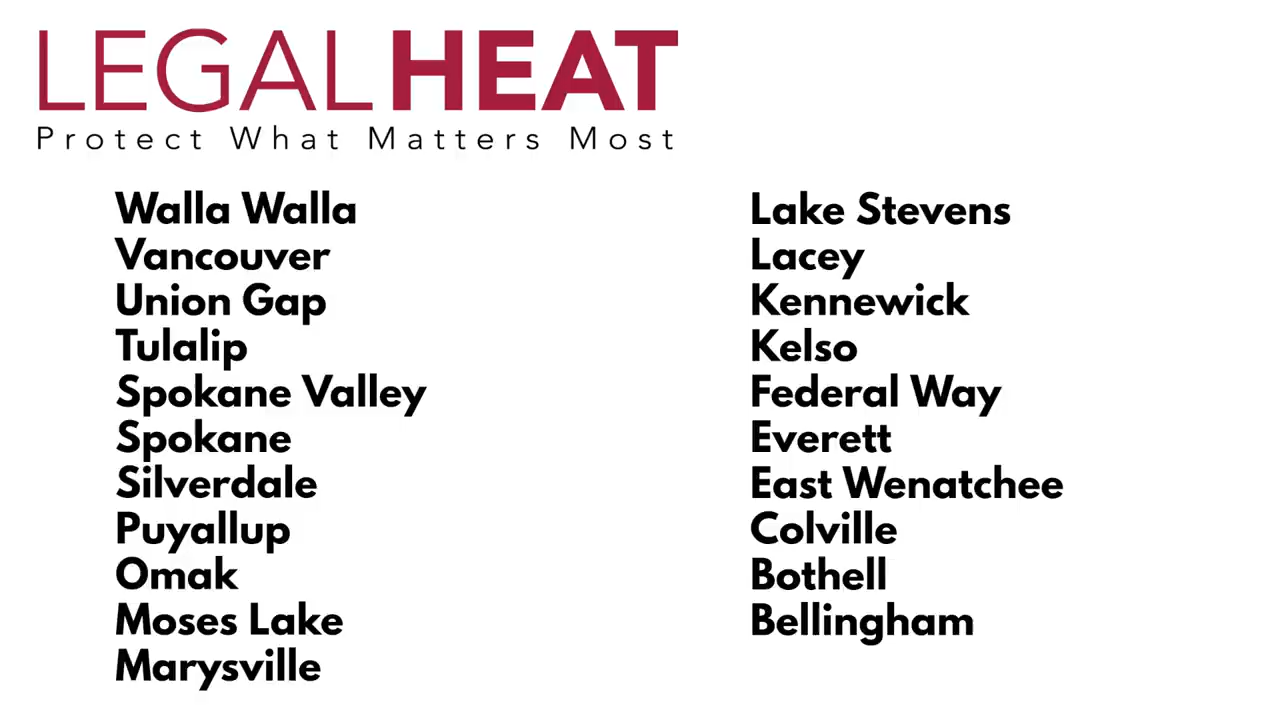 LEGALHEAT
Protect What Matters Most
Walla Walla
Vancouver
Union Gap
Tulalip
Spokane Valley
Spokane
Silverdale
Puyallup
Omak
Moses Lake
Marysville
Lake Stevens
Lacey
Kennewick
Kelso
Federal Way
Everett
East Wenatchee
Colville
Bothell
Bellingham